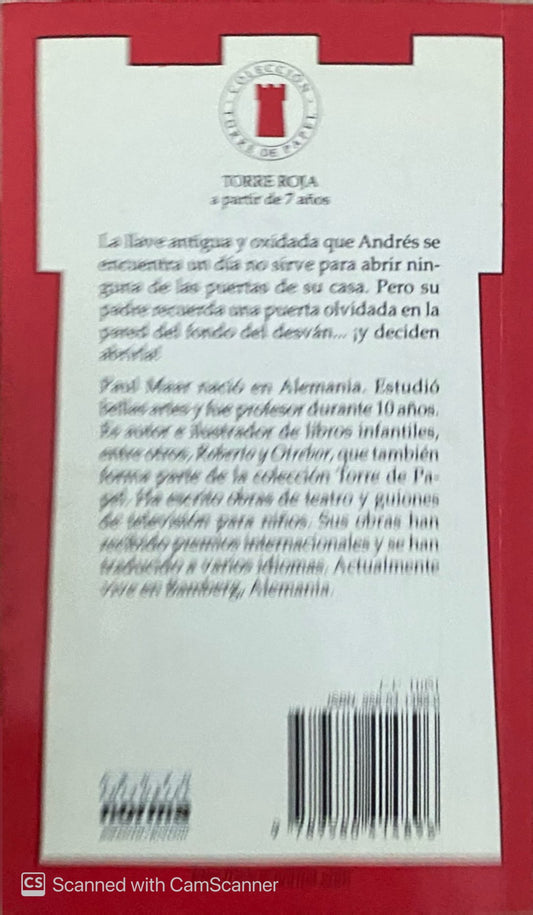 COLECCIÓN
TORRE DE PAPEL
TORRE ROJA
a partir de 7 años
La llave antigua y oxidada que Andrés se
encuentra un día no sirve para abrir nin-
guna de las puertas de su casa. Pero su
padre recuerda una puerta olvidada en la
pared del fondo del desván... ¡y deciden
abrirla!
Paul Maar nació en Alemania. Estudió
Bellas artes y fue profesor durante 10 años.
Es autor e ilustrador de libros infantiles,
entre otros, Roberto y Otrebor, que también
forma parte de la colección Torre de Pa-
pel. Ha escrito obras de teatro y guiones
de televisión para niños. Sus obras han
recibido premios internacionales y se han
traducido a varios idiomas. Actualmente
vive en Bamberg, Alemania.
ISBN
norma
CS Scanned with CamScanner